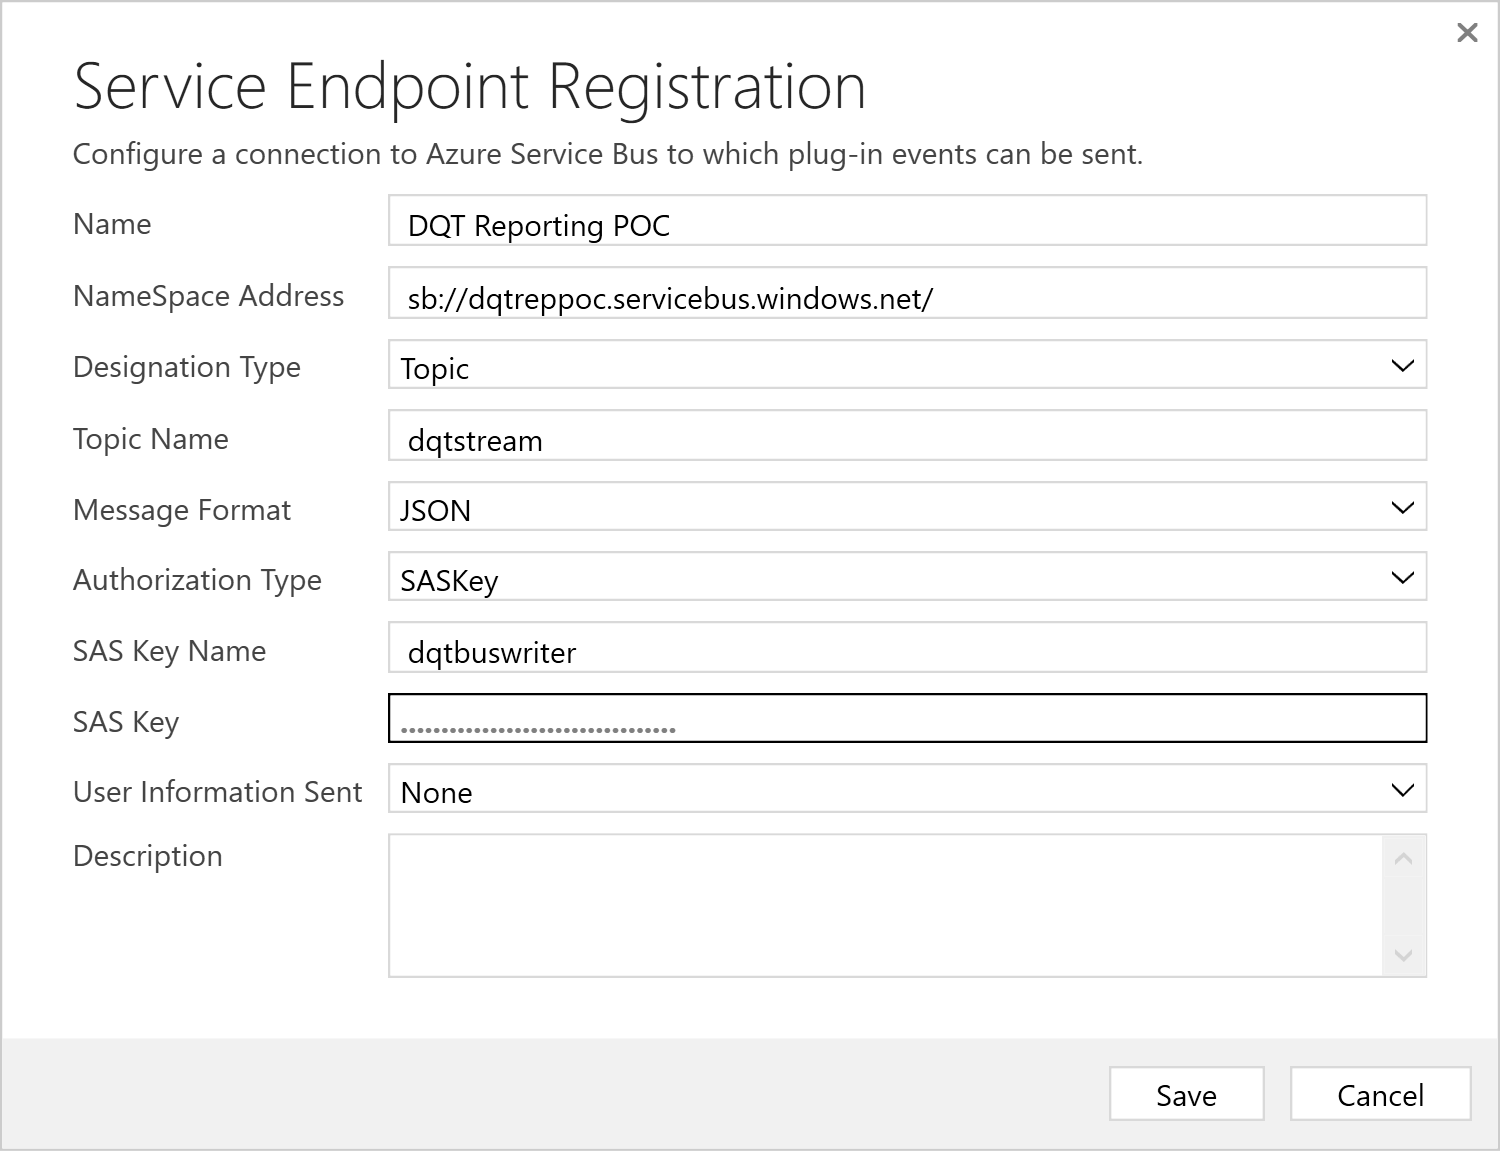 Service Endpoint Registration
Configure a connection to Azure Service Bus to which plug-in events can be sent.
Name DQT Reporting POC
NameSpace Address sb://dqtreppoc.servicebus.windows.net/
Designation Type Topic
Topic Name dqtstream
Message Format JSON
Authorization Type SASKey
SAS Key Name dqtbuswriter
SAS Key
User Information Sent None
Description
Save Cancel